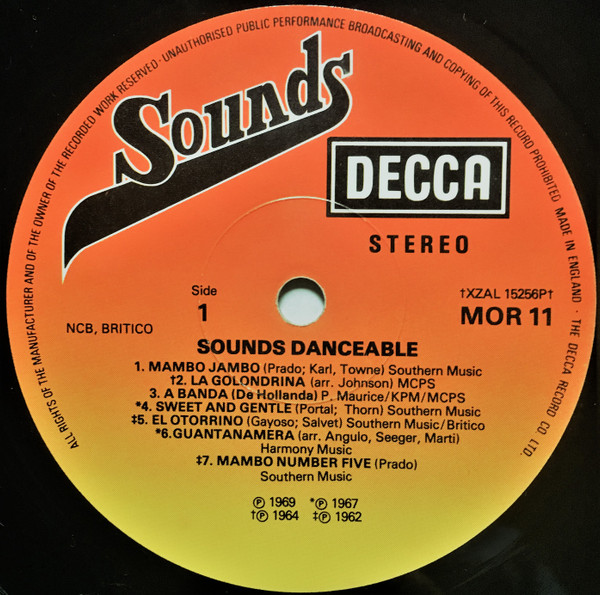 ALL RIGHTS OF THE MANUFACTURER AND OF THE OWNER OF THE RECORDED WORK RESERVED · UNAUTHORISED PUBLIC PERFORMANCE BROADCASTING AND COPYING OF THIS RECORD PROHIBITED MADE IN ENGLAND · THE DECCA RECORD CO. LTD.
Sounds
DECCA
STEREO
Side
1
†XZAL 15256P†
NCB, BRITICO
MOR 11
SOUNDS DANCEABLE
1. MAMBO JAMBO (Prado; Karl, Towne) Southern Music
†2. LA GOLONDRINA (arr. Johnson) MCPS
3. A BANDA (De Hollanda) P. Maurice/KPM/MCPS
*4. SWEET AND GENTLE (Portal; Thorn) Southern Music
‡5. EL OTORRINO (Gayoso; Salvet) Southern Music/Britico
*6.GUANTANAMERA (arr. Angulo, Seeger, Marti)
Harmony Music
‡7. MAMBO NUMBER FIVE (Prado)
Southern Music
℗ 1969 *℗ 1967
†℗ 1964 ‡℗ 1962